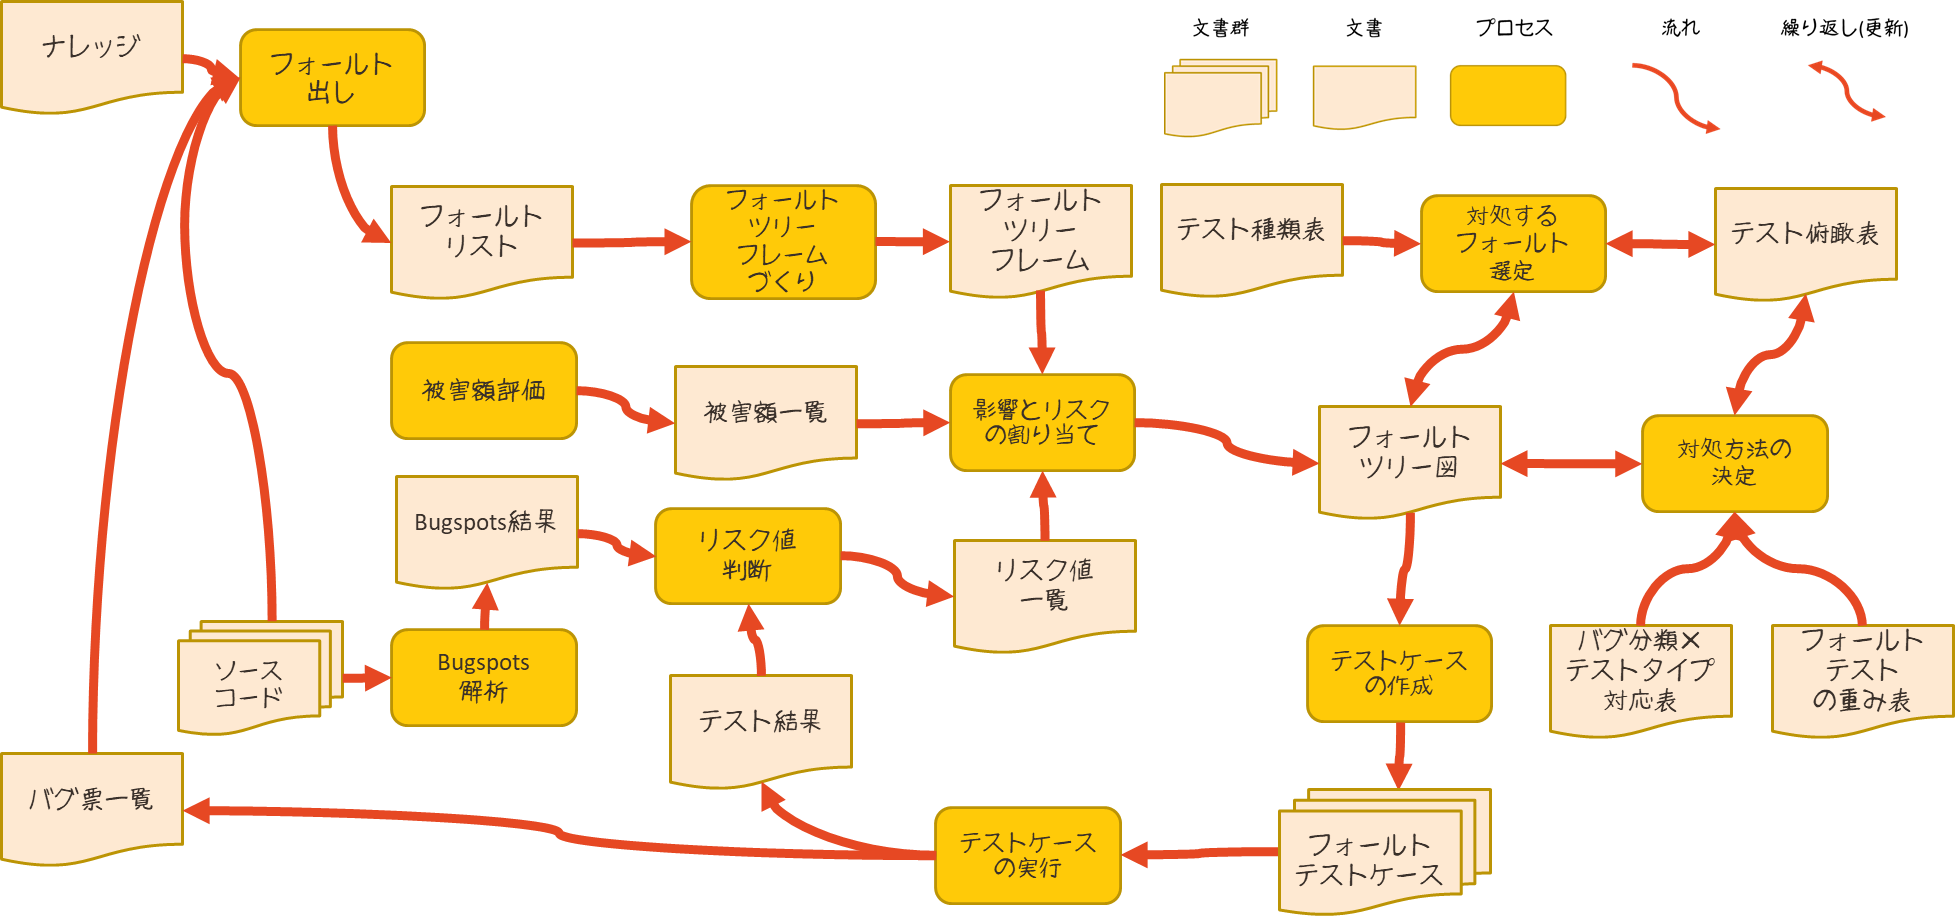 ナレッジ
フォールト
出し
文書群
文書
プロセス
流れ
繰り返し(更新)
フォールト
リスト
フォールト
ツリー
フレーム
づくり
フォールト
ツリー
フレーム
テスト種類表
対処する
フォールト
選定
テスト俯瞰表
被害額評価
被害額一覧
影響とリスク
の割り当て
フォールト
ツリー図
対処方法の
決定
Bugspots結果
リスク値
判断
リスク値
一覧
ソース
コード
Bugspots
解析
テスト結果
テストケース
の作成
バグ分類×
テストタイプ
対応表
フォールト
テスト
の重み表
バグ票一覧
テストケース
の実行
フォールト
テストケース